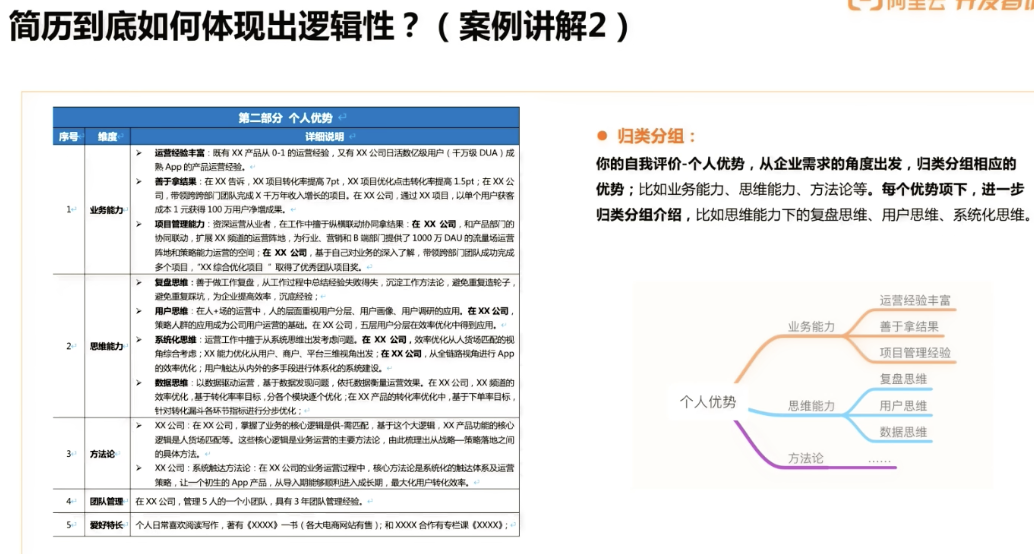 简历到底如何体现出逻辑性？（案例讲解2）
阿里云 开发者
第二部分 个人优势
序号 维度 详细说明
1 业务能力
➢ 运营经验丰富：既有 XX 产品从 0-1 的运营经验，又有 XX 公司日活数亿级用户（千万级 DUA）成
熟 App 的产品运营经验。
➢ 善于拿结果：在 XX 告诉，XX 项目转化率提高 7pt，XX 项目优化点击转化率提高 1.5pt；在 XX 公
司，带领跨跨部门团队完成 X 千万年收入增长的项目。在 XX 公司，通过 XX 项目，以单个用户获客
成本 1 元获得 100 万用户净增成果。
➢ 项目管理能力：资深运营从业者，在工作中擅于纵横联动协同拿结果：在 XX 公司，和产品部门的
协同联动，扩展 XX 频道的运营阵地，为行业、营销和 B 端部门提供了 1000 万 DAU 的流量场运营
阵地和策略能力运营的空间；在 XX 公司，基于自己对业务的深入了解，带领跨部门团队成功完成
多个项目，“XX 综合优化项目 ” 取得了优秀团队项目奖。
2 思维能力
➢ 复盘思维：善于做工作复盘，从工作过程中总结经验失败得失，沉淀工作方法论，避免重复造轮子，
避免重复踩坑，为企业提高效率，沉底经验；
➢ 用户思维：在人+场的运营中，人的层面重视用户分层、用户画像、用户调研的应用。在 XX 公司，
策略人群的应用成为公司用户运营的基础。在 XX 公司，五层用户分层在效率优化中得到应用。
➢ 系统化思维：运营工作中擅于从系统思维出发考虑问题。在 XX 公司，效率优化从人货场匹配的视
角综合考虑；XX 能力优化从用户、商户、平台三维视角出发；在 XX 公司，从全链路视角进行 App
的效率优化；用户触达从内外的多手段进行体系化的系统建设。
➢ 数据思维：以数据驱动运营，基于数据发现问题，依托数据衡量运营效果。在 XX 公司，XX 频道的
效率优化，基于转化率率目标，分各个模块逐个优化；在 XX 产品的转化率优化中，基于下单率目标，
针对转化漏斗各环节指标进行分步优化；
3 方法论
➢ XX 公司：在 XX 公司，掌握了业务的核心逻辑是供-需匹配，基于这个大逻辑，XX 产品功能的核心
逻辑是人货场匹配等。这些核心逻辑是业务运营的主要方法论，由此梳理出从战略—策略落地之间
的具体方法。
➢ XX 公司：系统触达方法论：在 XX 公司的业务运营过程中，核心方法论是系统化的触达体系及运营
策略，让一个初生的 App 产品，从导入期能够顺利进入成长期，最大化用户转化效率。
4 团队管理 在 XX 公司，管理 5 人的一个小团队，具有 3 年团队管理经验。
5 爱好特长 个人日常喜欢阅读写作，著有《XXXX》一书（各大电商网站有售）；和 XXXX 合作有专栏课《XXXX》；
● 归类分组：
你的自我评价-个人优势，从企业需求的角度出发，归类分组相应的
优势；比如业务能力、思维能力、方法论等。每个优势项下，进一步
归类分组介绍，比如思维能力下的复盘思维、用户思维、系统化思维。
个人优势
业务能力
运营经验丰富
善于拿结果
项目管理经验
思维能力
复盘思维
用户思维
数据思维
方法论
……